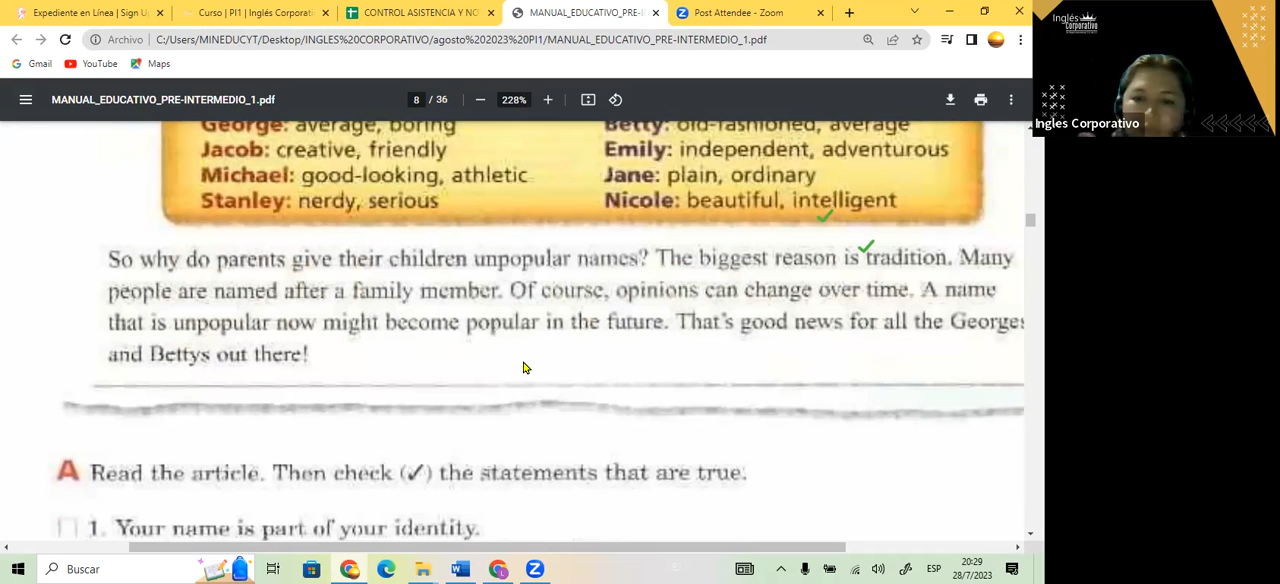 Expediente en Línea | Sign U
Curso | PI1 | Inglés Corporati
CONTROL ASISTENCIA Y NO
MANUAL_EDUCATIVO_PRE-I
Post Attendee - Zoom
Archivo
C:/Users/MINEDUCYT/Desktop/INGLES%20CORPORATIVO/agosto%202023%20PI1/MANUAL_EDUCATIVO_PRE-INTERMEDIO_1.pdf
Gmail
YouTube
Maps
MANUAL_EDUCATIVO_PRE-INTERMEDIO_1.pdf
8 / 36
228%
George: average, boring
Betty: old-fashioned, average
Jacob: creative, friendly
Emily: independent, adventurous
Michael: good-looking, athletic
Jane: plain, ordinary
Stanley: nerdy, serious
Nicole: beautiful, intelligent
So why do parents give their children unpopular names? The biggest reason is tradition. Many
people are named after a family member. Of course, opinions can change over time. A name
that is unpopular now might become popular in the future. That's good news for all the Georges
and Bettys out there!
A Read the article. Then check (✓) the statements that are true.
1. Your name is part of your identity.
Buscar
ESP
20:29
28/7/2023
Inglés
Corporativo
Ingles Corporativo